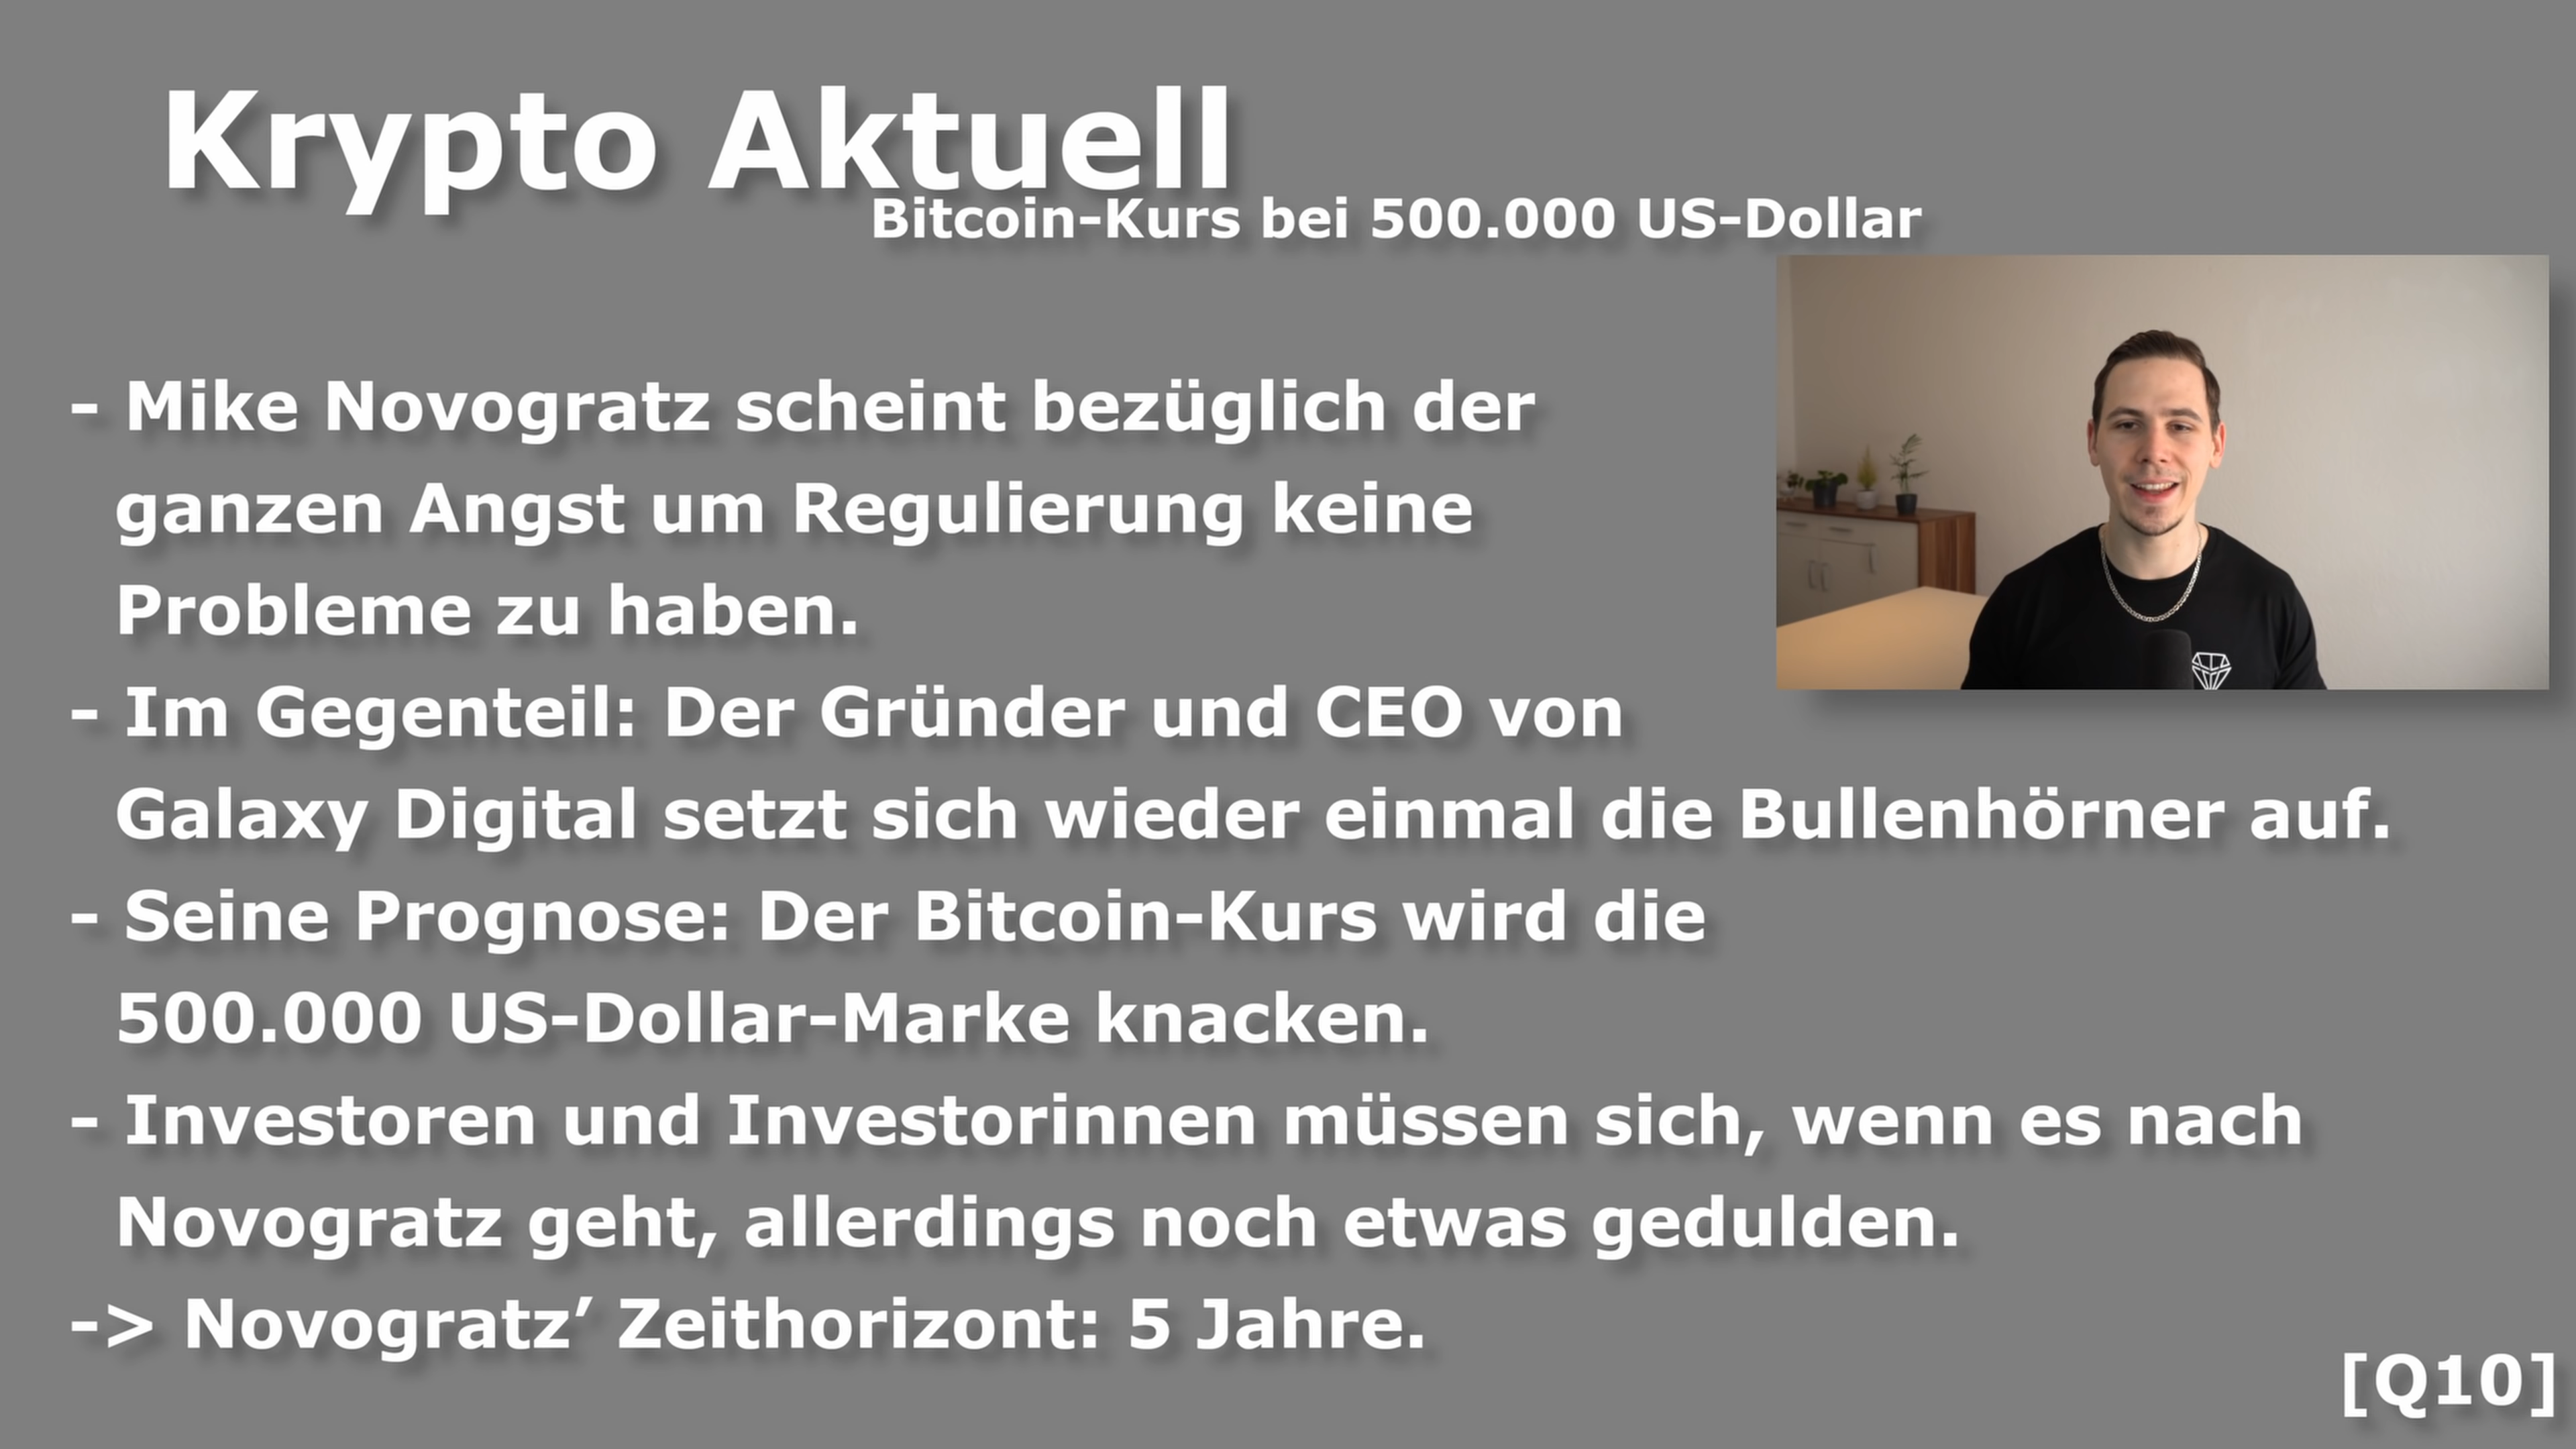 Krypto Aktuell
Bitcoin-Kurs bei 500.000 US-Dollar
- Mike Novogratz scheint bezüglich der
ganzen Angst um Regulierung keine
Probleme zu haben.
- Im Gegenteil: Der Gründer und CEO von
Galaxy Digital setzt sich wieder einmal die Bullenhörner auf.
- Seine Prognose: Der Bitcoin-Kurs wird die
500.000 US-Dollar-Marke knacken.
- Investoren und Investorinnen müssen sich, wenn es nach
Novogratz geht, allerdings noch etwas gedulden.
-> Novogratz’ Zeithorizont: 5 Jahre.
[Q10]